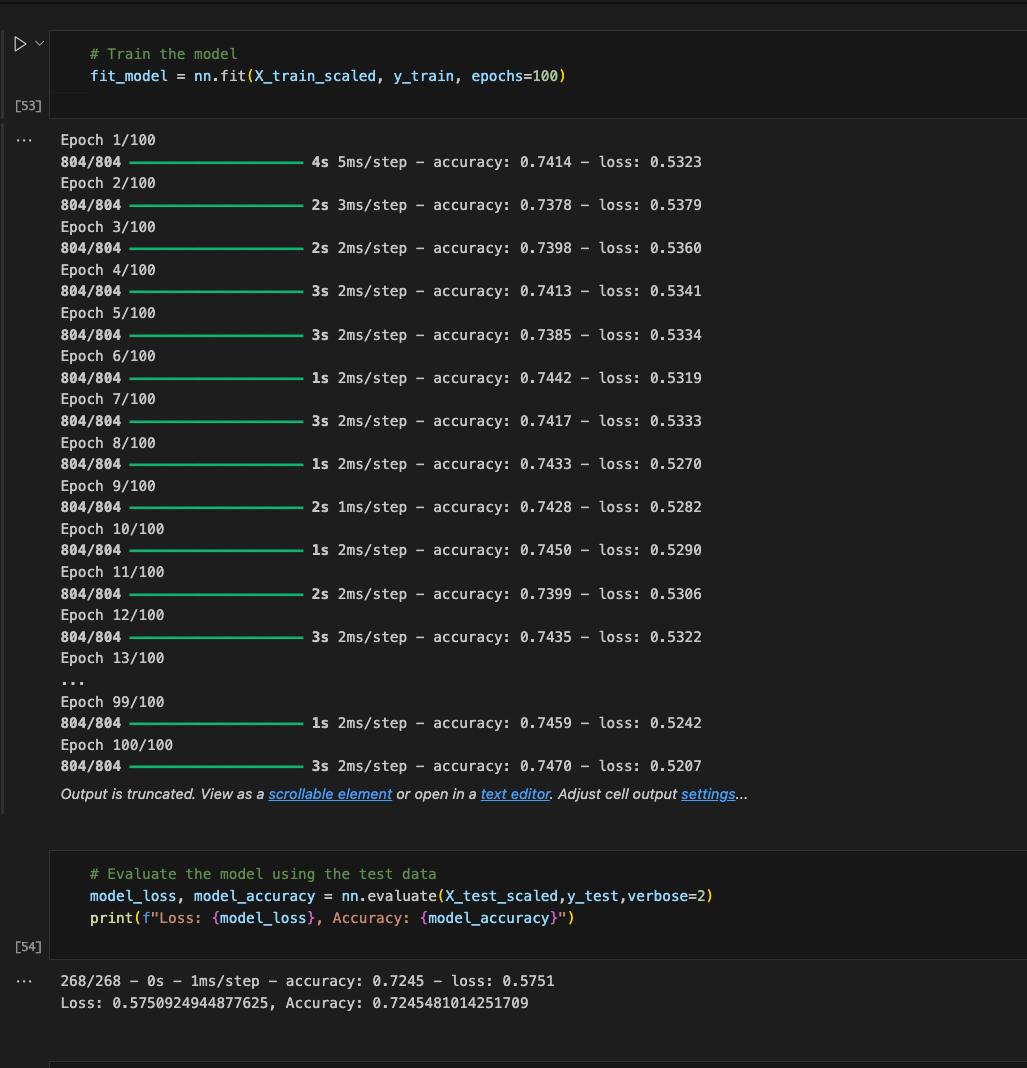 # Train the model
fit_model = nn.fit(X_train_scaled, y_train, epochs=100)
[53]
...
Epoch 1/100
804/804 4s 5ms/step - accuracy: 0.7414 - loss: 0.5323
Epoch 2/100
804/804 2s 3ms/step - accuracy: 0.7378 - loss: 0.5379
Epoch 3/100
804/804 2s 2ms/step - accuracy: 0.7398 - loss: 0.5360
Epoch 4/100
804/804 3s 2ms/step - accuracy: 0.7413 - loss: 0.5341
Epoch 5/100
804/804 3s 2ms/step - accuracy: 0.7385 - loss: 0.5334
Epoch 6/100
804/804 1s 2ms/step - accuracy: 0.7442 - loss: 0.5319
Epoch 7/100
804/804 3s 2ms/step - accuracy: 0.7417 - loss: 0.5333
Epoch 8/100
804/804 1s 2ms/step - accuracy: 0.7433 - loss: 0.5270
Epoch 9/100
804/804 2s 1ms/step - accuracy: 0.7428 - loss: 0.5282
Epoch 10/100
804/804 1s 2ms/step - accuracy: 0.7450 - loss: 0.5290
Epoch 11/100
804/804 2s 2ms/step - accuracy: 0.7399 - loss: 0.5306
Epoch 12/100
804/804 3s 2ms/step - accuracy: 0.7435 - loss: 0.5322
Epoch 13/100
...
Epoch 99/100
804/804 1s 2ms/step - accuracy: 0.7459 - loss: 0.5242
Epoch 100/100
804/804 3s 2ms/step - accuracy: 0.7470 - loss: 0.5207
Output is truncated. View as a scrollable element or open in a text editor. Adjust cell output settings...
# Evaluate the model using the test data
model_loss, model_accuracy = nn.evaluate(X_test_scaled,y_test,verbose=2)
print(f"Loss: {model_loss}, Accuracy: {model_accuracy}")
[54]
...
268/268 - 0s - 1ms/step - accuracy: 0.7245 - loss: 0.5751
Loss: 0.5750924944877625, Accuracy: 0.7245481014251709